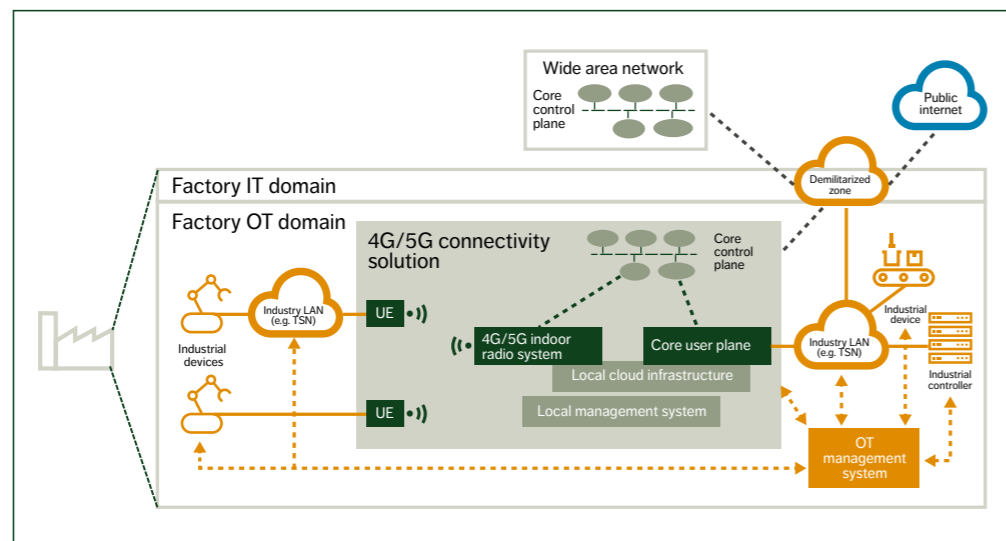 Wide area network
Core
control
plane
Public
internet
Demilitarized
zone
Factory IT domain
Factory OT domain
4G/5G connectivity
solution
Core
control
plane
Industry LAN
(e.g. TSN)
UE
Industrial
devices
4G/5G indoor
radio system
Core user plane
Industry LAN
(e.g. TSN)
Industrial
device
Industrial
controller
Local cloud infrastructure
Local management system
UE
OT
management
system